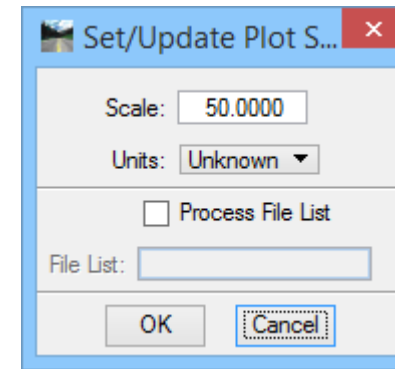 Set/Update Plot S...
Scale: 50.0000
Units: Unknown
Process File List
File List:
OK Cancel